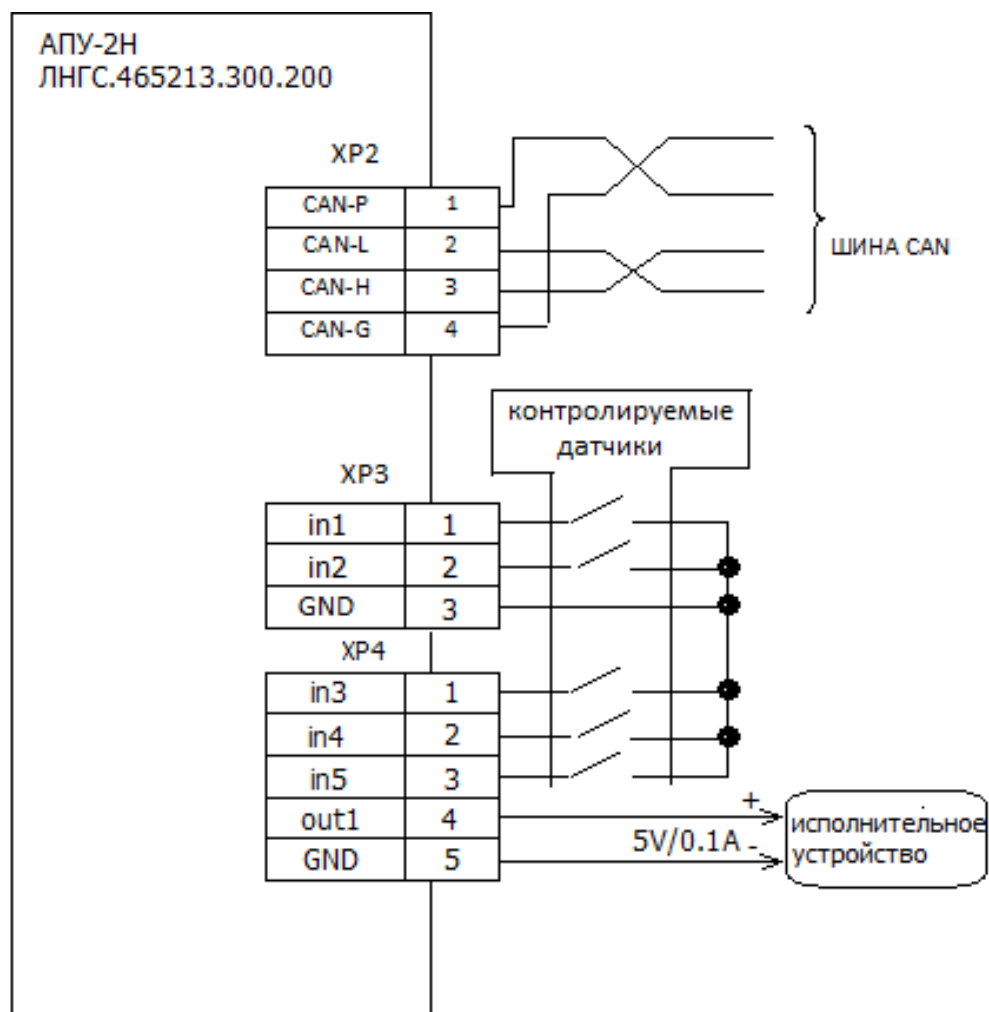 АПУ-2Н
ЛНГС.465213.300.200
XP2
CAN-P 1
CAN-L 2
CAN-H 3
CAN-G 4
ШИНА CAN
контролируемые
датчики
XP3
in1 1
in2 2
GND 3
XP4
in3 1
in4 2
in5 3
out1 4
GND 5
+
5V/0.1A -
исполнительное
устройство